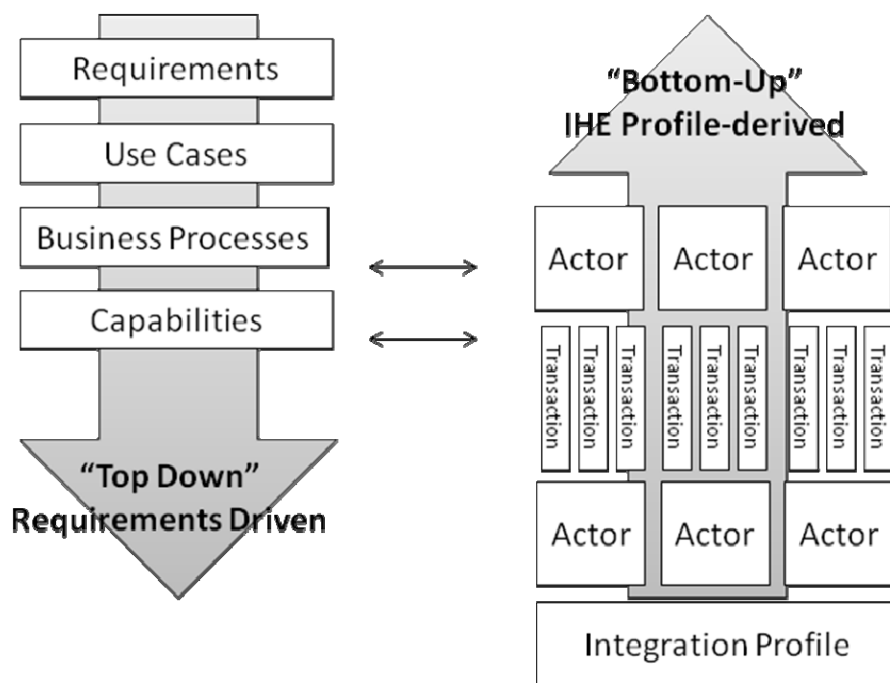 Requirements
Use Cases
Business Processes
Capabilities
“Top Down”
Requirements Driven
“Bottom-Up”
IHE Profile-derived
Actor Actor Actor
Transaction Transaction Transaction Transaction Transaction Transaction Transaction Transaction Transaction
Actor Actor Actor
Integration Profile